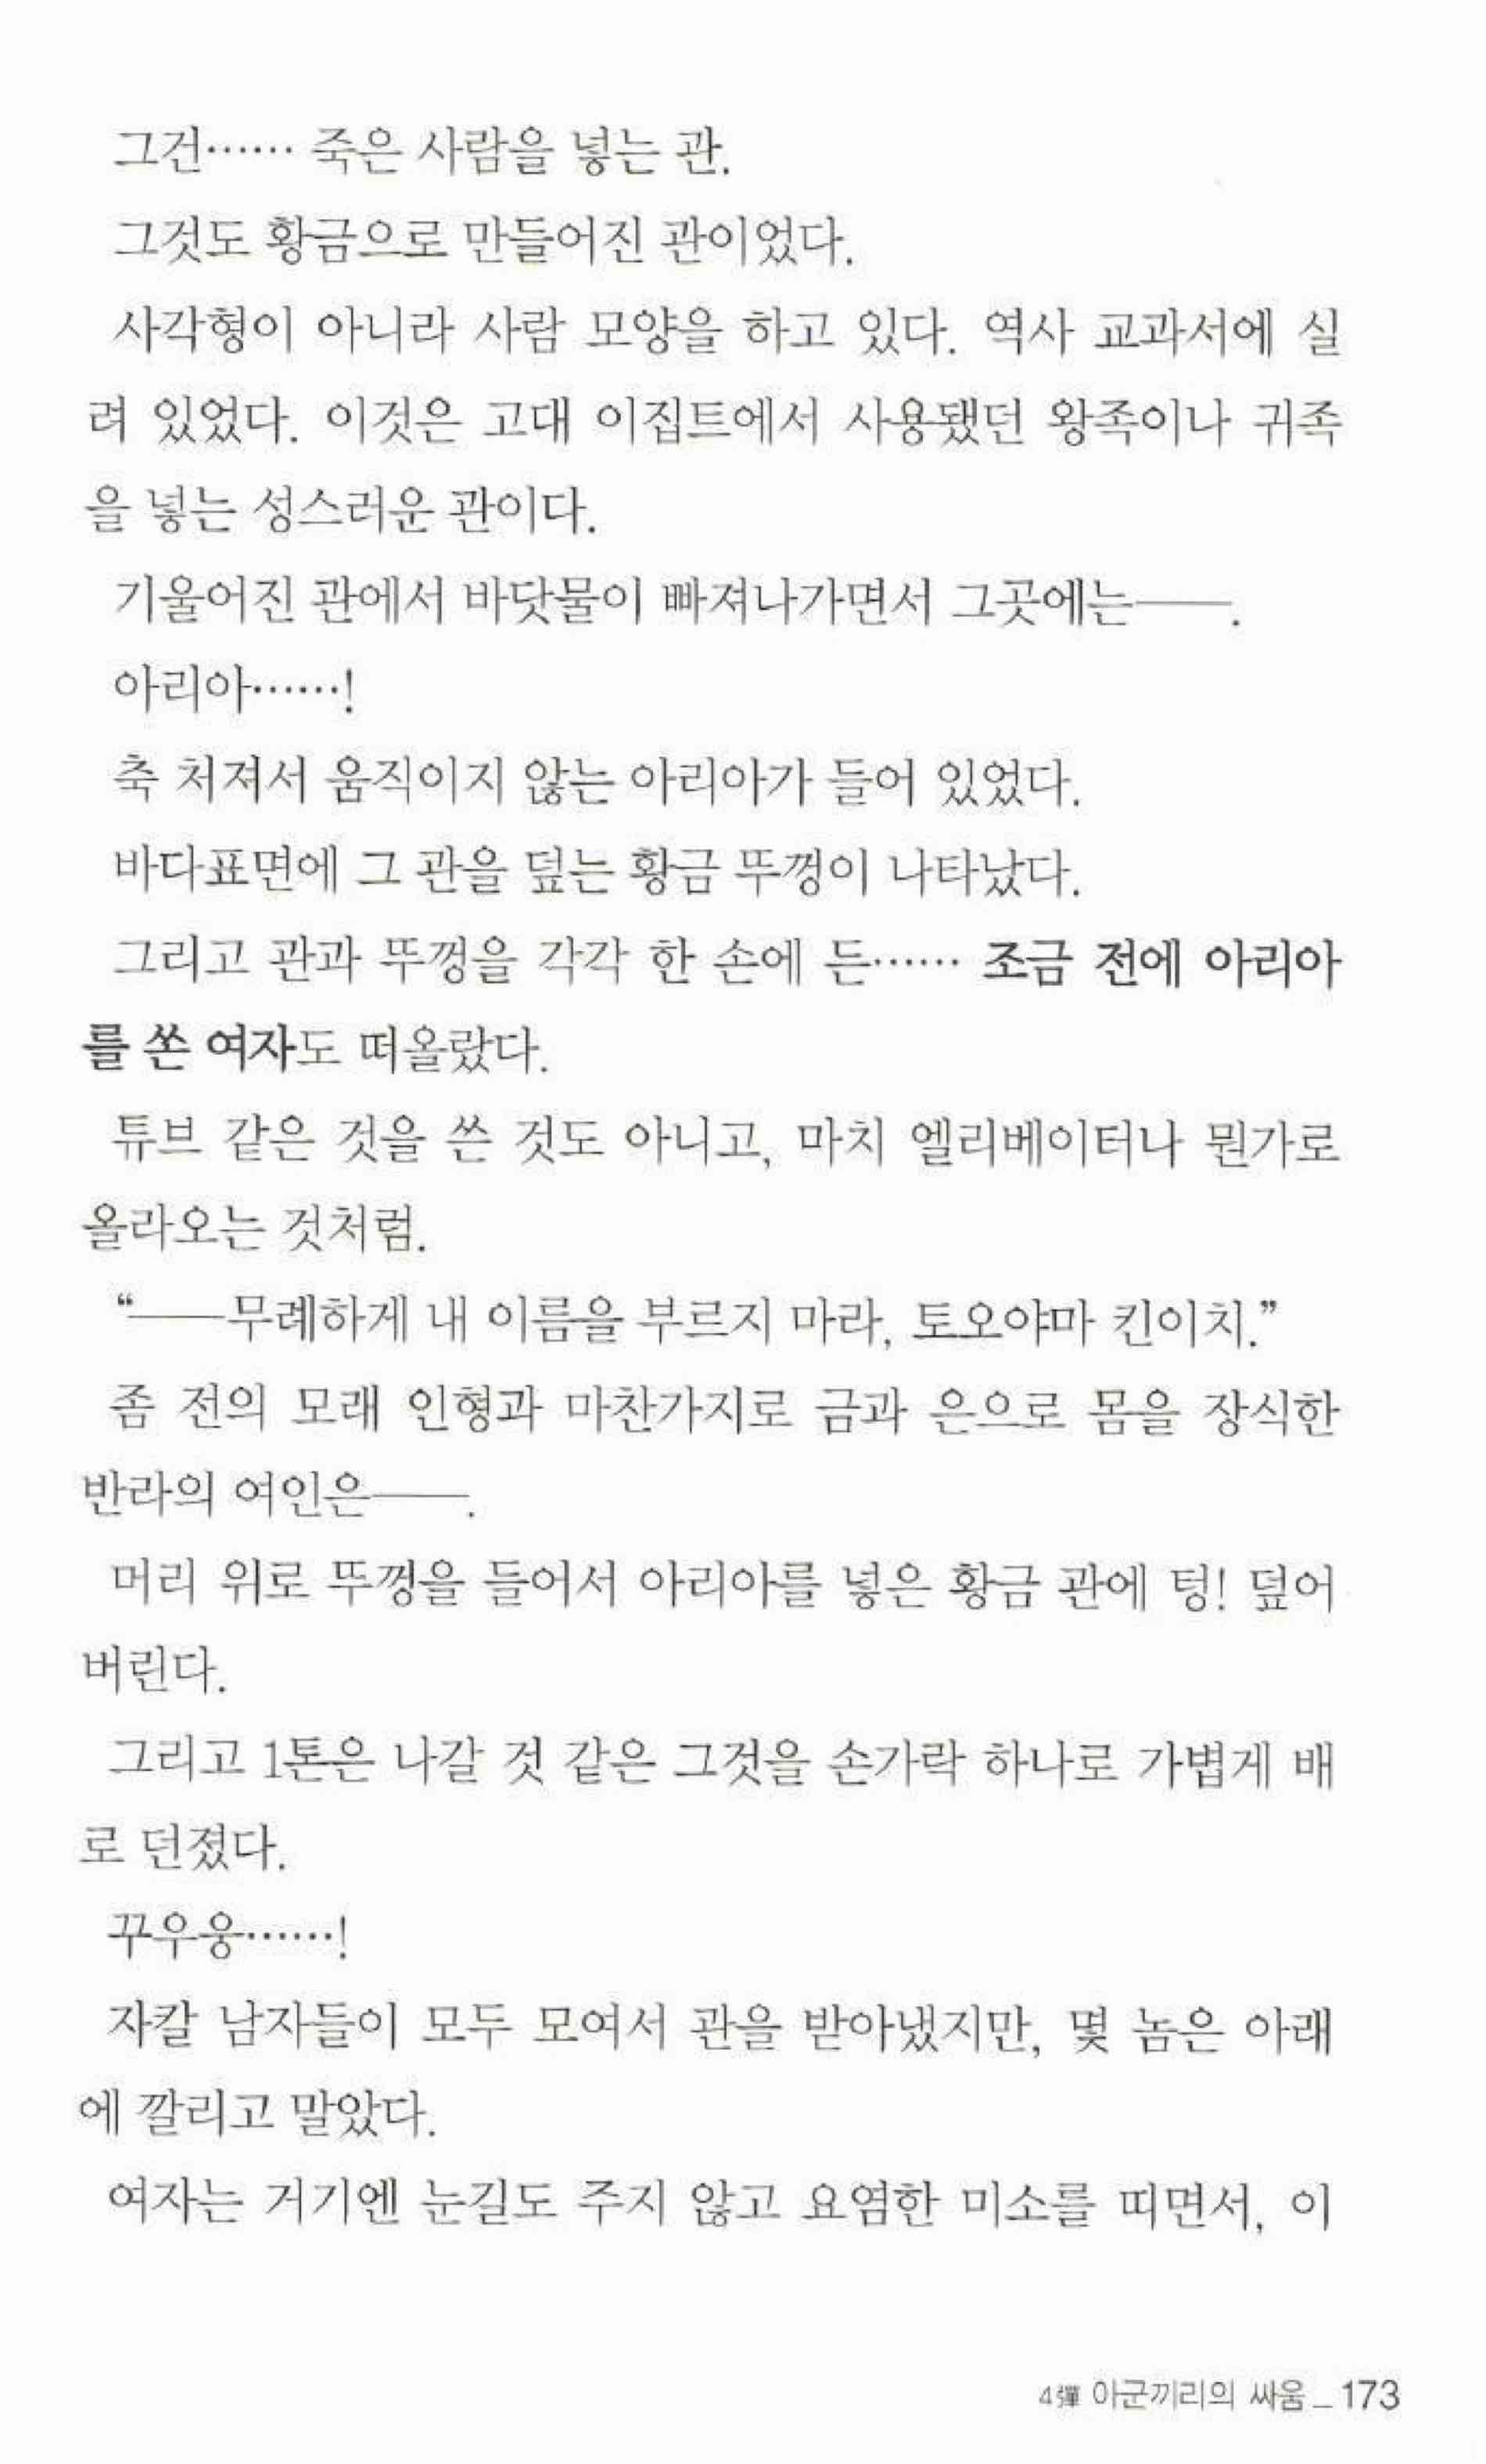 그건…… 죽은 사람을 넣는 관.
그것도 황금으로 만들어진 관이었다.
사각형이 아니라 사람 모양을 하고 있다. 역사 교과서에 실
려 있었다. 이것은 고대 이집트에서 사용됐던 왕족이나 귀족
을 넣는 성스러운 관이다.
기울어진 관에서 바닷물이 빠져나가면서 그곳에는──.
아리아……!
축 처져서 움직이지 않는 아리아가 들어 있었다.
바다표면에 그 관을 덮는 황금 뚜껑이 나타났다.
그리고 관과 뚜껑을 각각 한 손에 든…… 조금 전에 아리아
를 쏜 여자도 떠올랐다.
튜브 같은 것을 쓴 것도 아니고, 마치 엘리베이터나 뭔가로
올라오는 것처럼.
“──무례하게 내 이름을 부르지 마라, 토오야마 킨이치.”
좀 전의 모래 인형과 마찬가지로 금과 은으로 몸을 장식한
반라의 여인은──.
머리 위로 뚜껑을 들어서 아리아를 넣은 황금 관에 텅! 덮어
버린다.
그리고 1톤은 나갈 것 같은 그것을 손가락 하나로 가볍게 배
로 던졌다.
꾸우웅……!
자칼 남자들이 모두 모여서 관을 받아냈지만, 몇 놈은 아래
에 깔리고 말았다.
여자는 거기엔 눈길도 주지 않고 요염한 미소를 띠면서, 이
4彈 아군끼리의 싸움_173